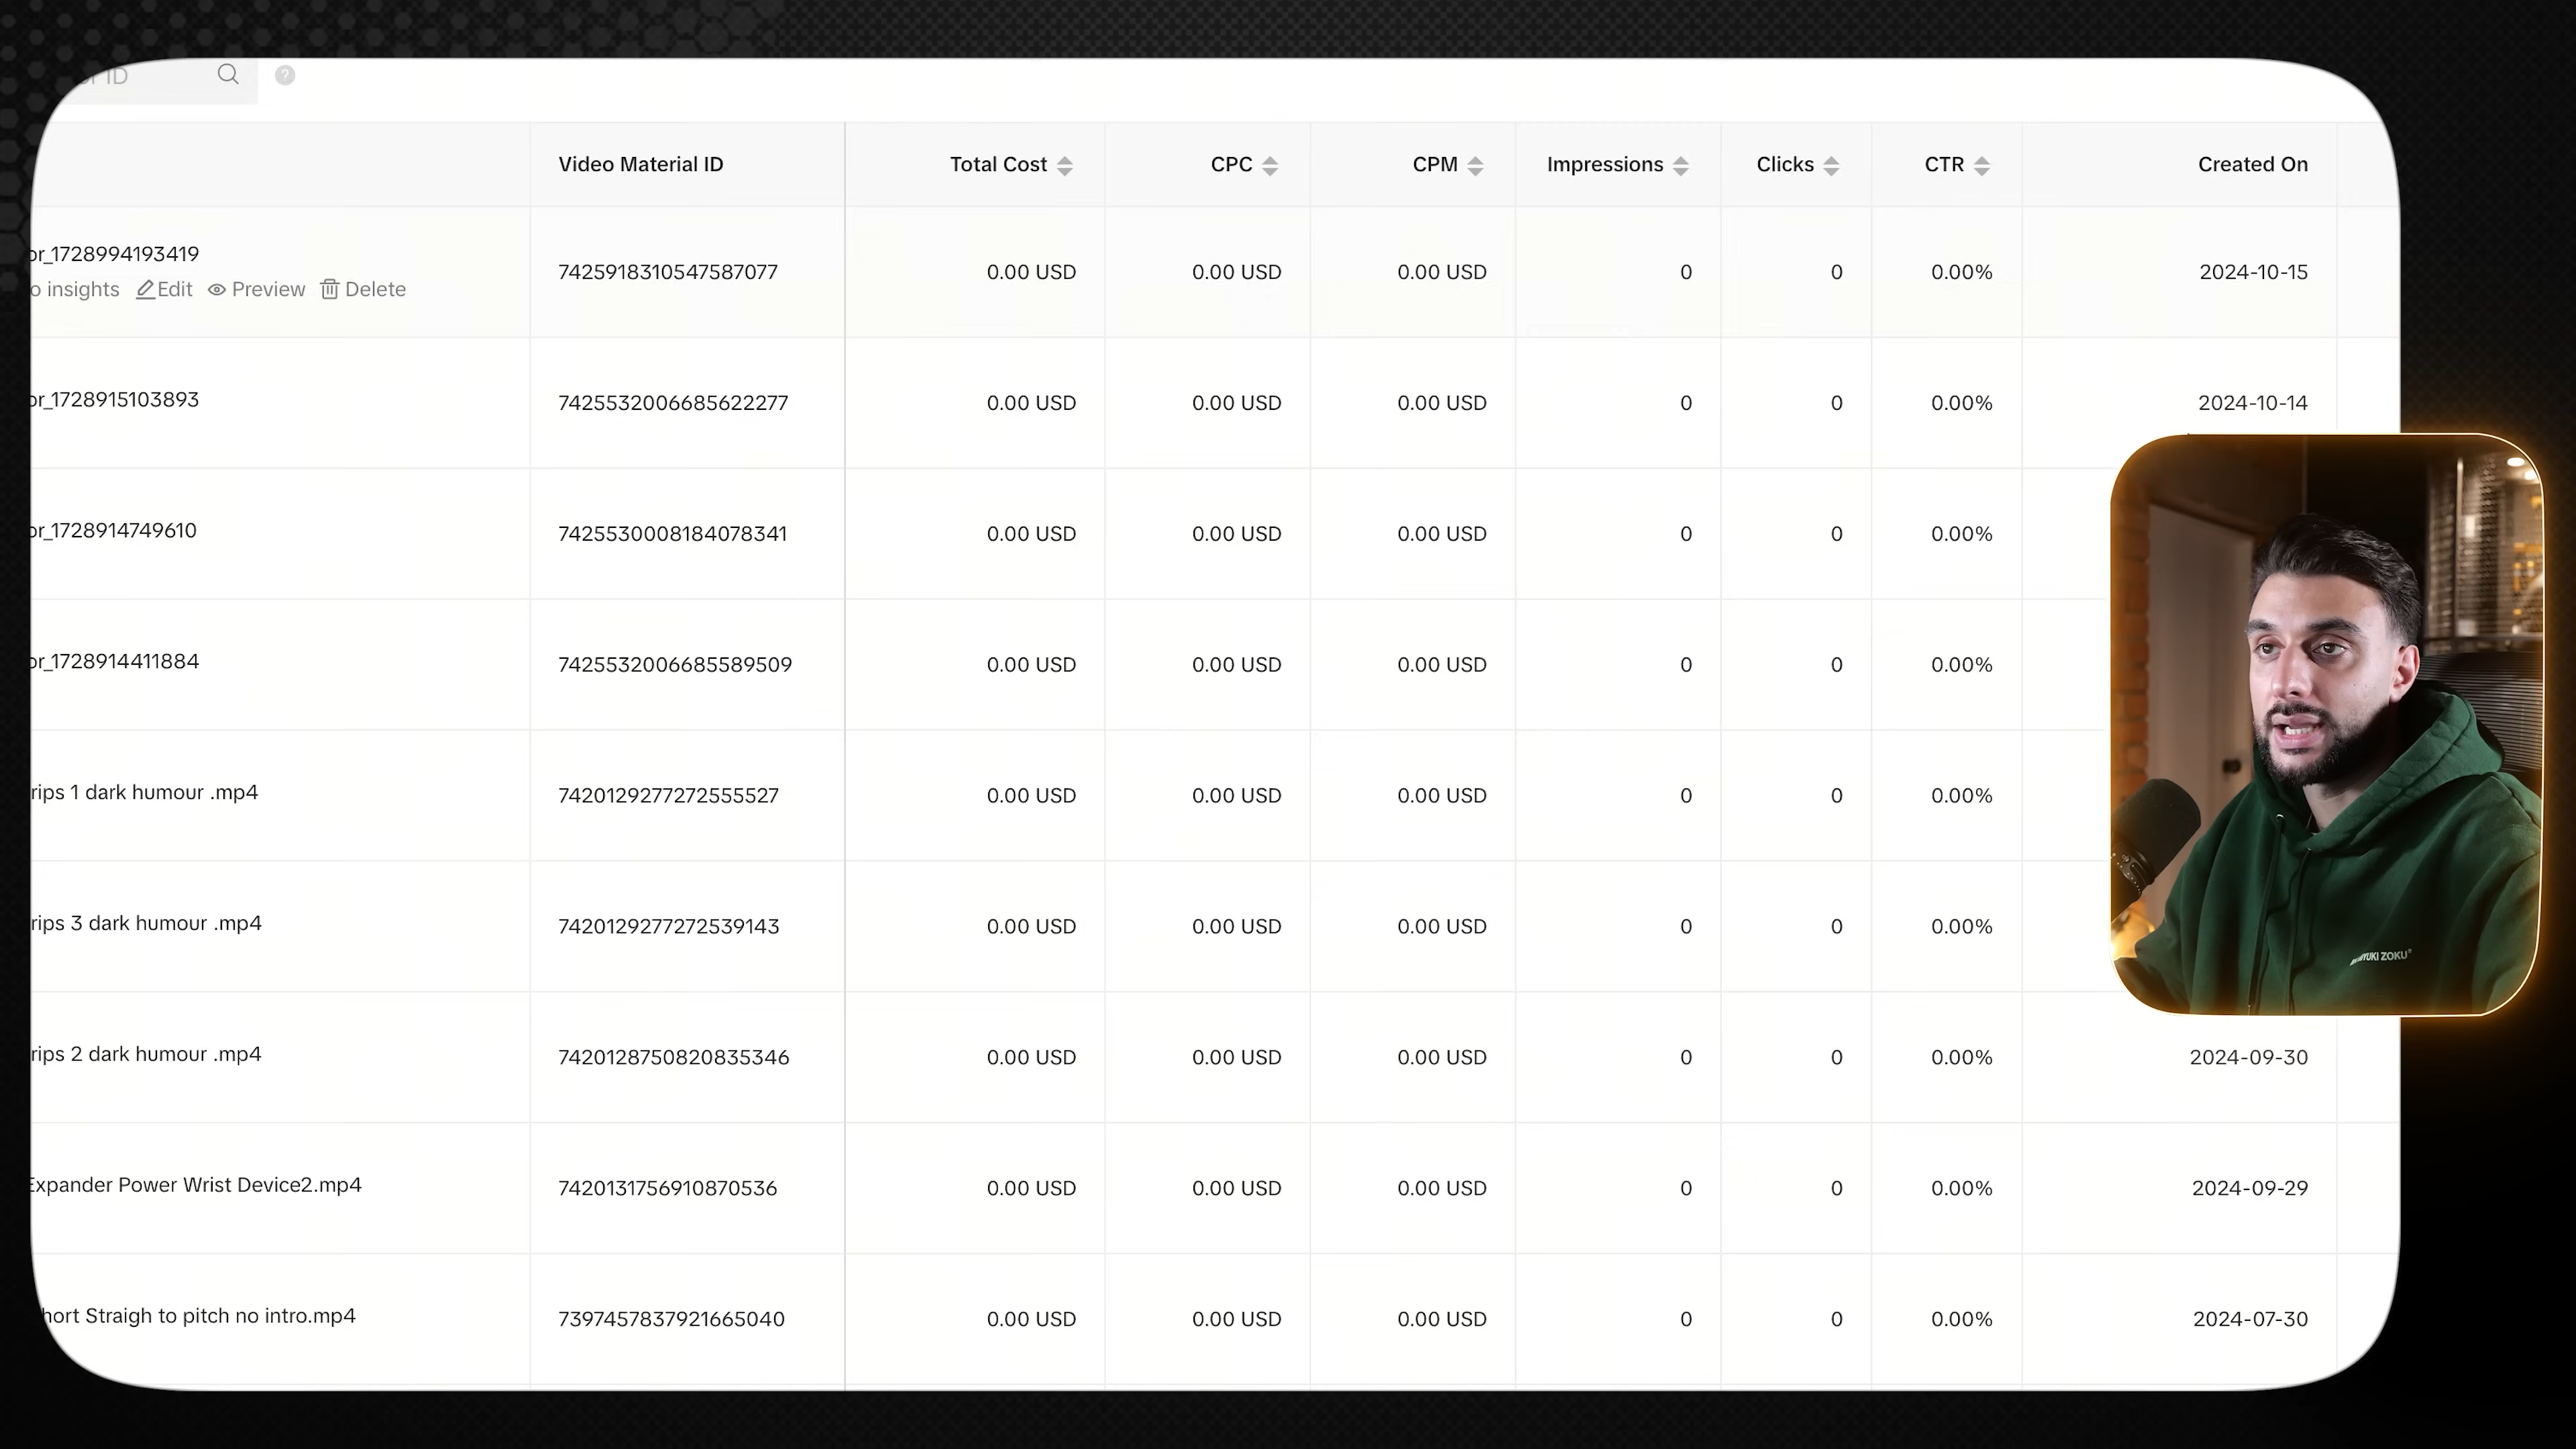 ID
Video Material ID Total Cost CPC CPM Impressions Clicks CTR Created On
or_1728994193419
o insights Edit Preview Delete
7425918310547587077 0.00 USD 0.00 USD 0.00 USD 0 0 0.00% 2024-10-15
or_1728915103893 7425532006685622277 0.00 USD 0.00 USD 0.00 USD 0 0 0.00% 2024-10-14
or_1728914749610 7425530008184078341 0.00 USD 0.00 USD 0.00 USD 0 0 0.00%
or_1728914411884 7425532006685589509 0.00 USD 0.00 USD 0.00 USD 0 0 0.00%
rips 1 dark humour .mp4 7420129277272555527 0.00 USD 0.00 USD 0.00 USD 0 0 0.00%
rips 3 dark humour .mp4 7420129277272539143 0.00 USD 0.00 USD 0.00 USD 0 0 0.00%
YUKI ZOKU
rips 2 dark humour .mp4 7420128750820835346 0.00 USD 0.00 USD 0.00 USD 0 0 0.00% 2024-09-30
Expander Power Wrist Device2.mp4 7420131756910870536 0.00 USD 0.00 USD 0.00 USD 0 0 0.00% 2024-09-29
hort Straigh to pitch no intro.mp4 7397457837921665040 0.00 USD 0.00 USD 0.00 USD 0 0 0.00% 2024-07-30